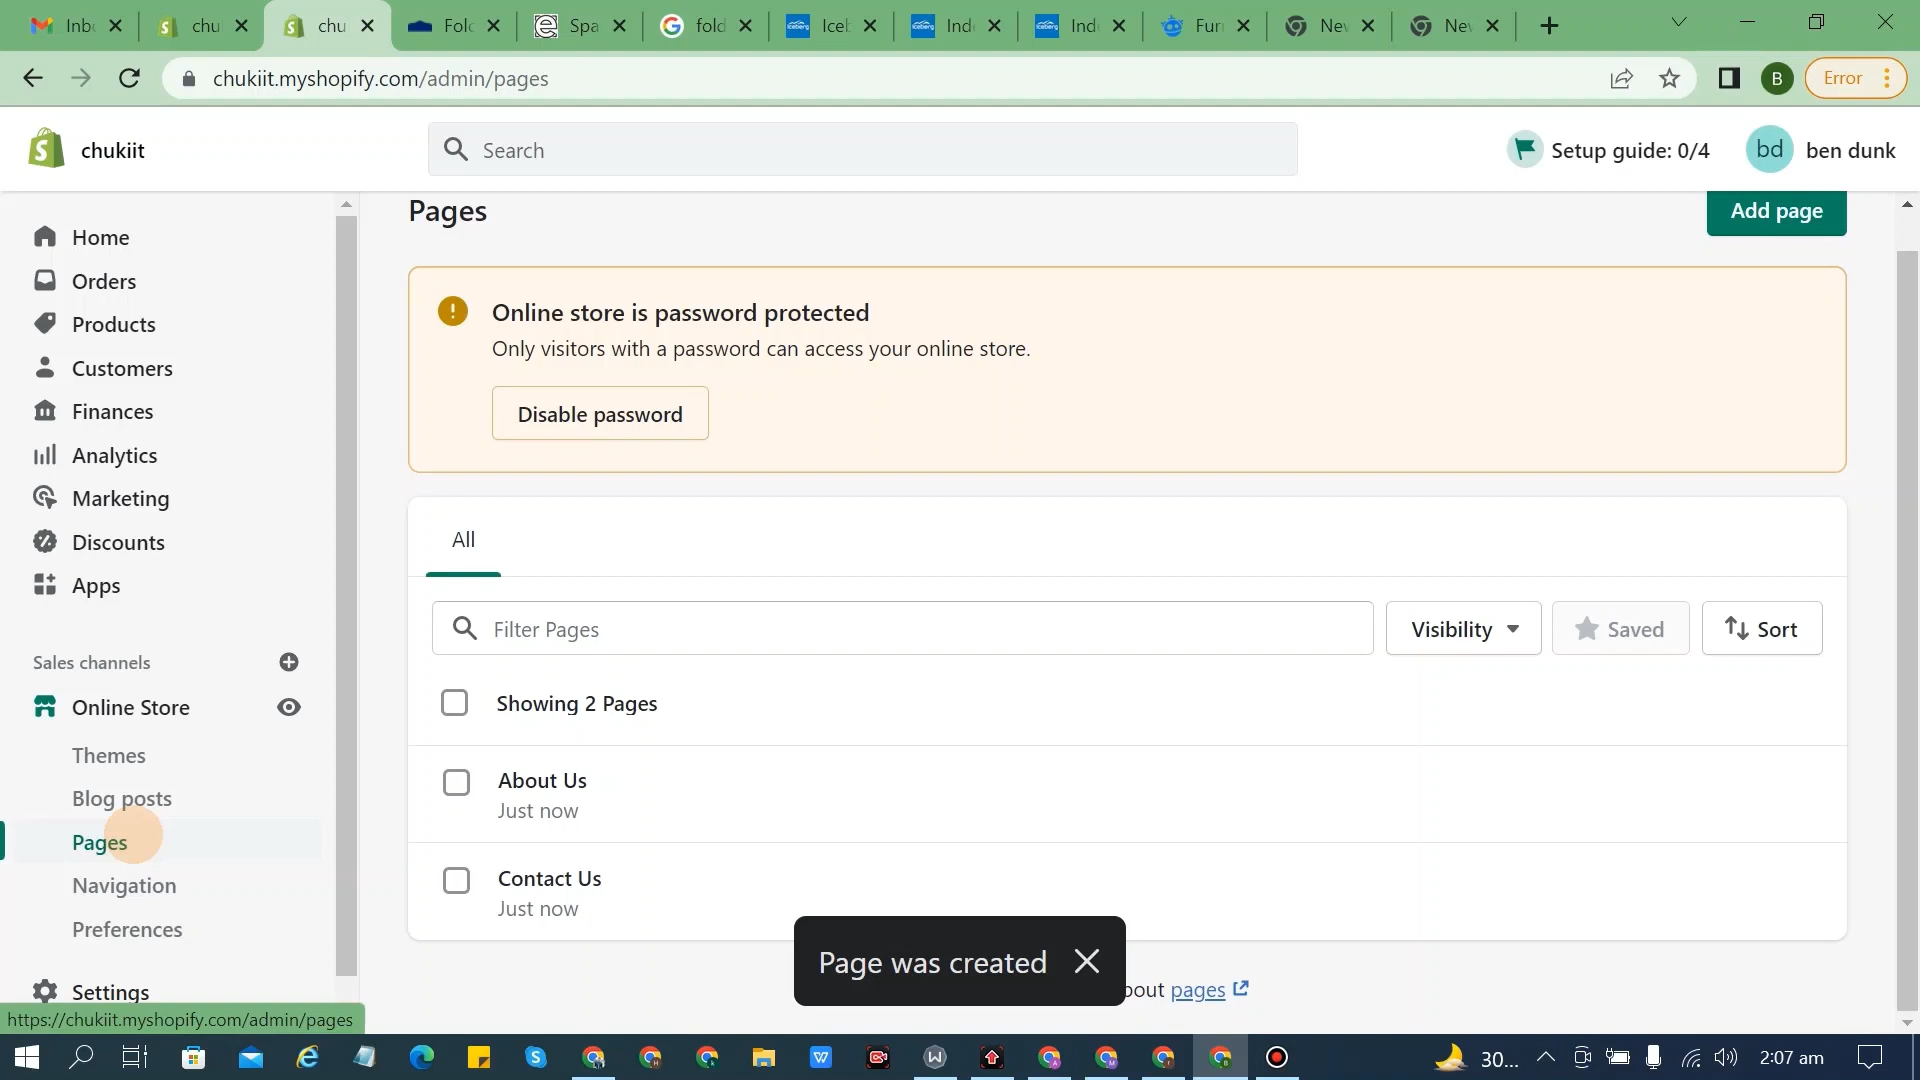 Inb
chu
chu
Folc
Spa
fold
Iceb
Ind
Ind
Fur
Nev
Nev
chukiit.myshopify.com/admin/pages
B
Error
chukiit
Search
Setup guide: 0/4
bd
ben dunk
Pages
Add page
Home
Orders
Products
Customers
Finances
Analytics
Marketing
Discounts
Apps
Sales channels
Online Store
Themes
Blog posts
Pages
Navigation
Preferences
Settings
Online store is password protected
Only visitors with a password can access your online store.
Disable password
All
Filter Pages
Visibility
Saved
Sort
Showing 2 Pages
About Us
Just now
Contact Us
Just now
Page was created
bout pages
https://chukiit.myshopify.com/admin/pages
30...
2:07 am